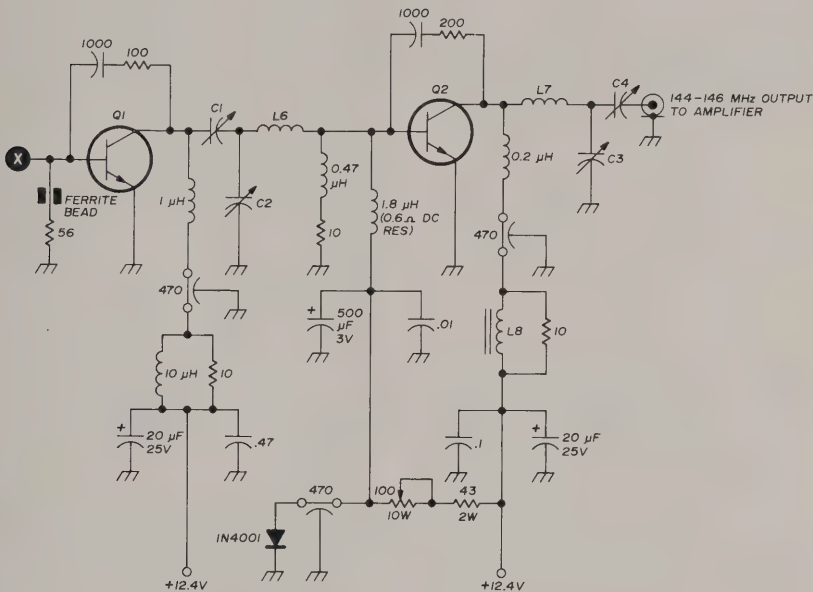 1000
100
Q1
C1
L6
1000
200
Q2
L7
C4
144-146 MHz OUTPUT
TO AMPLIFIER
X
FERRITE
BEAD
56
1 µH
C2
0.47
µH
10
1.8 µH
(0.6Ω DC
RES)
0.2 µH
C3
470
470
+
500
µF
3V
.01
L8
10
10 µH
10
+
20 µF
25V
.47
.1
+
20 µF
25V
470
100
10W
43
2W
1N4001
+12.4V
+12.4V